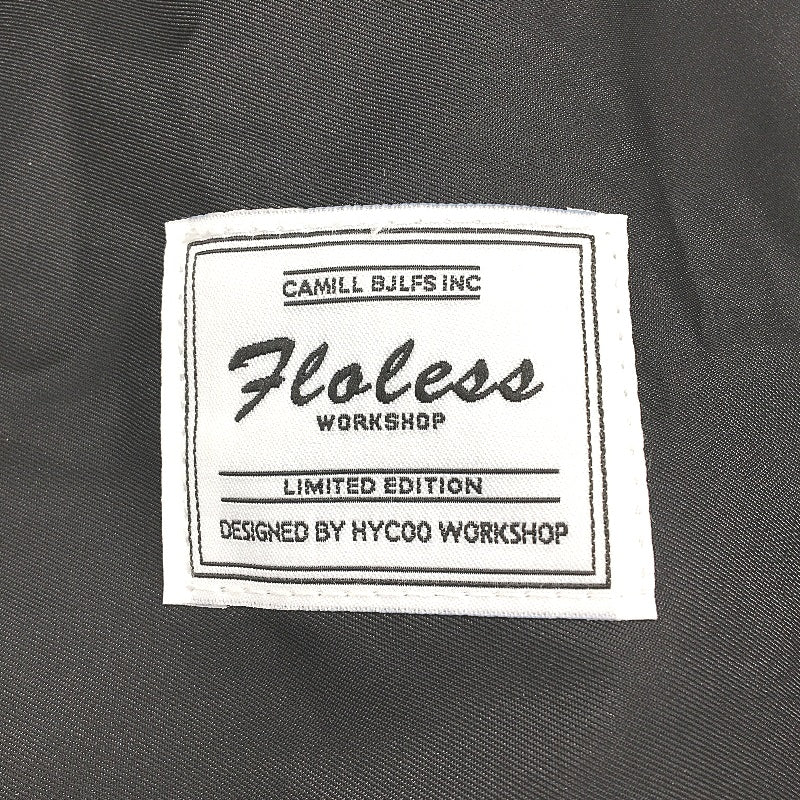 CAMILL BJLFS INC
Floless
WORKSHOP
LIMITED EDITION
DESIGNED BY HYCOO WORKSHOP